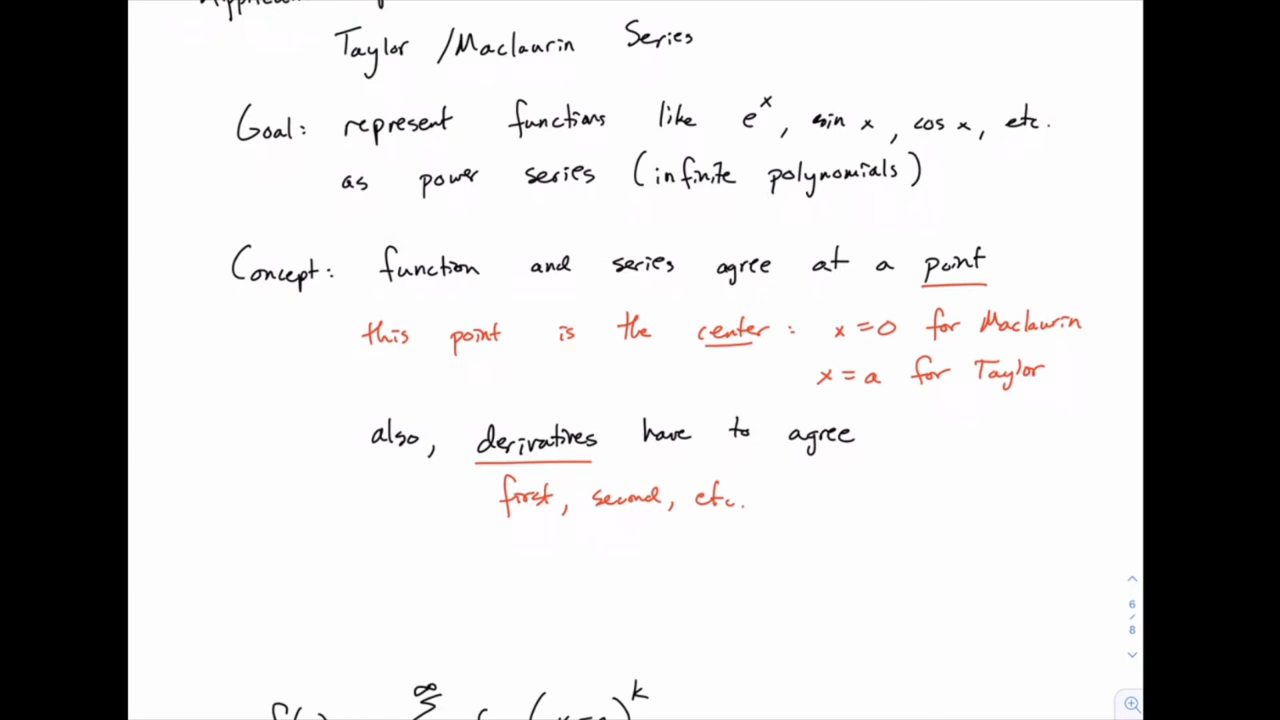 Taylor / Maclaurin Series
Goal: represent functions like e^x, sin x, cos x, etc.
as power series (infinite polynomials)
Concept: function and series agree at a point
this point is the center: x=0 for Maclaurin
x=a for Taylor
also, derivatives have to agree
first, second, etc.
6
/
8
∞
k